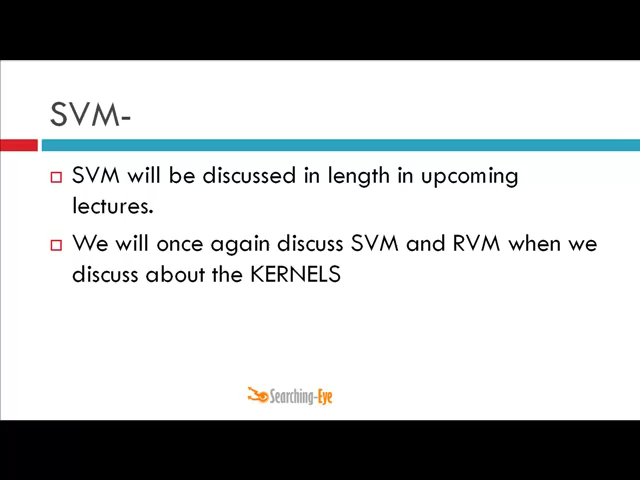 SVM-
SVM will be discussed in length in upcoming
lectures.
We will once again discuss SVM and RVM when we
discuss about the KERNELS
Searching-Eye